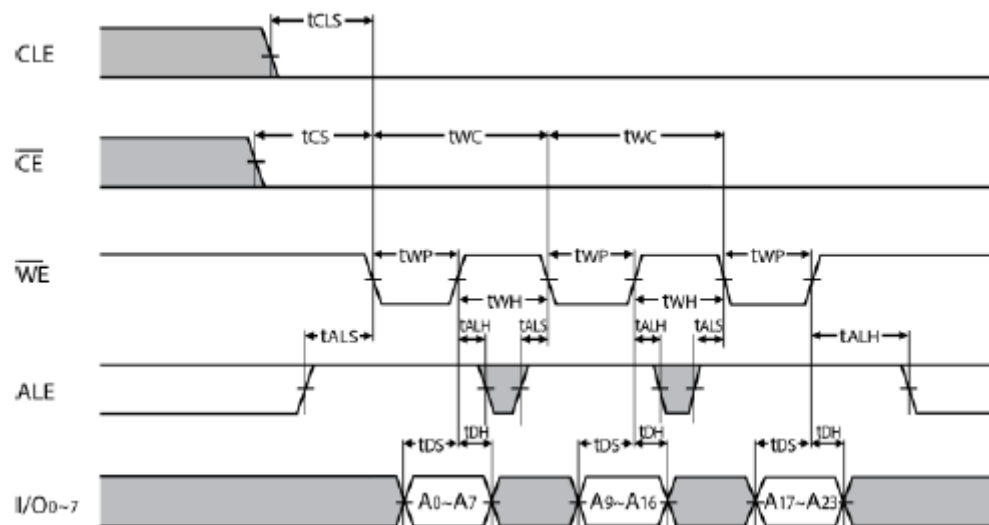 tCLS
CLE
tCS tWC tWC
CE
tWP tWP tWP
WE
tWH tWH
tALS tALH tALS tALH tALS tALH
ALE
tDS tDH tDS tDH tDS tDH
I/O0~7 A0~A7 A9~A16 A17~A23